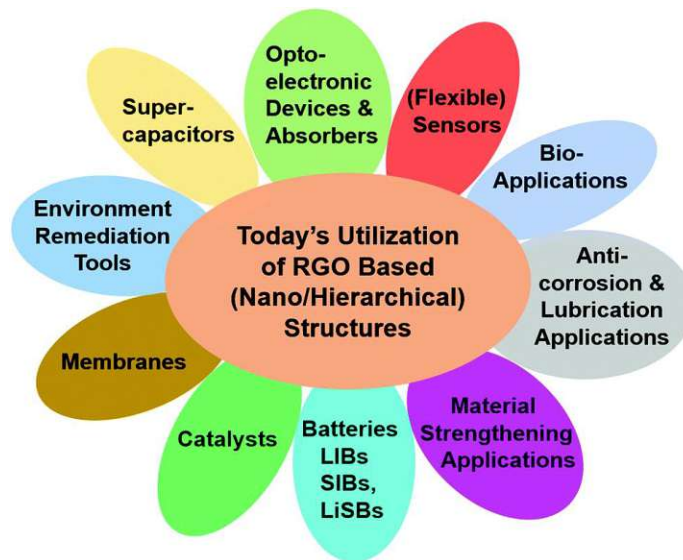 Today's Utilization
of RGO Based
(Nano/Hierarchical)
Structures
Opto-
electronic
Devices &
Absorbers
(Flexible)
Sensors
Bio-
Applications
Anti-
corrosion &
Lubrication
Applications
Material
Strengthening
Applications
Batteries
LIBs
SIBs,
LiSBs
Catalysts
Membranes
Environment
Remediation
Tools
Super-
capacitors